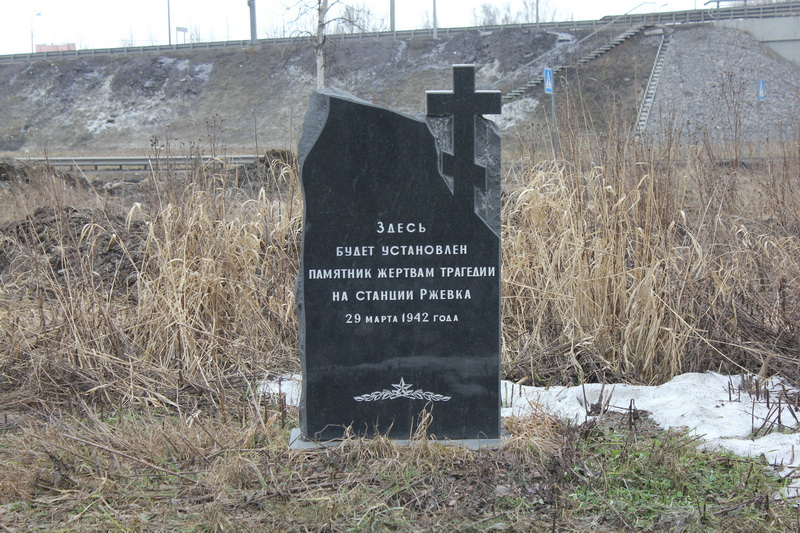 Здесь
будет установлен
памятник жертвам трагедии
на станции Ржевка
29 марта 1942 года